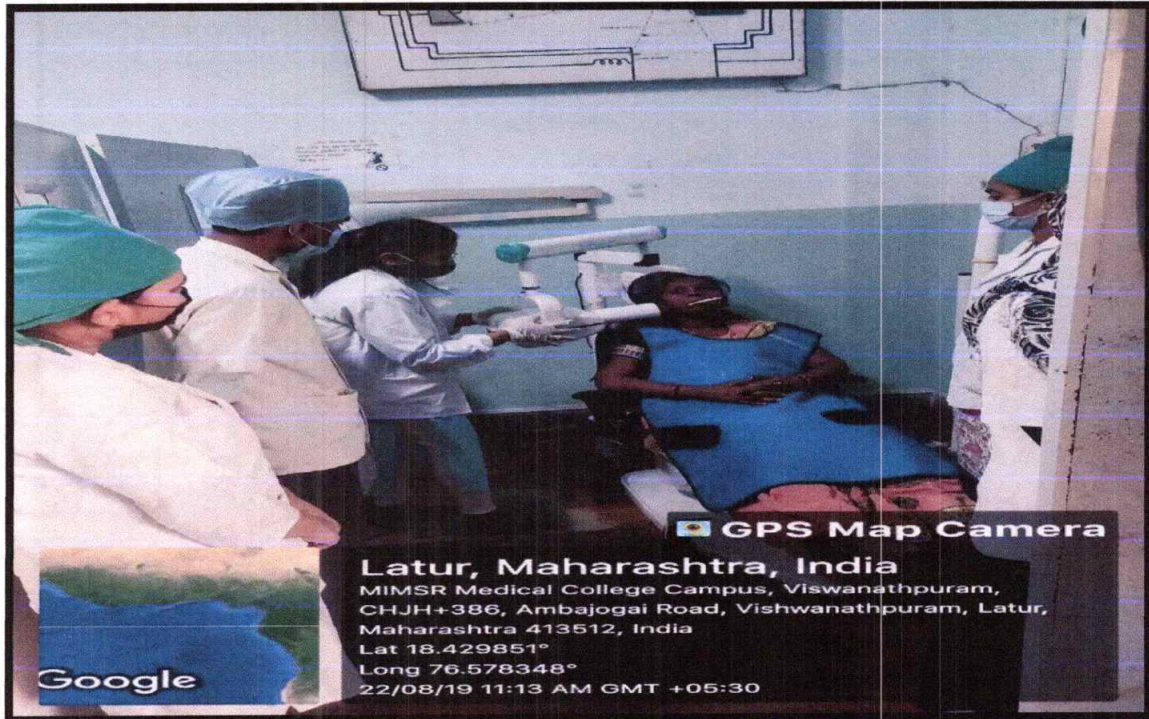 GPS Map Camera
Latur, Maharashtra, India
MIMSR Medical College Campus, Viswanathpuram,
CHJH+386, Ambajogai Road, Vishwanathpuram, Latur,
Maharashtra 413512, India
Lat 18.429851°
Long 76.578348°
22/08/19 11:13 AM GMT +05:30
Google